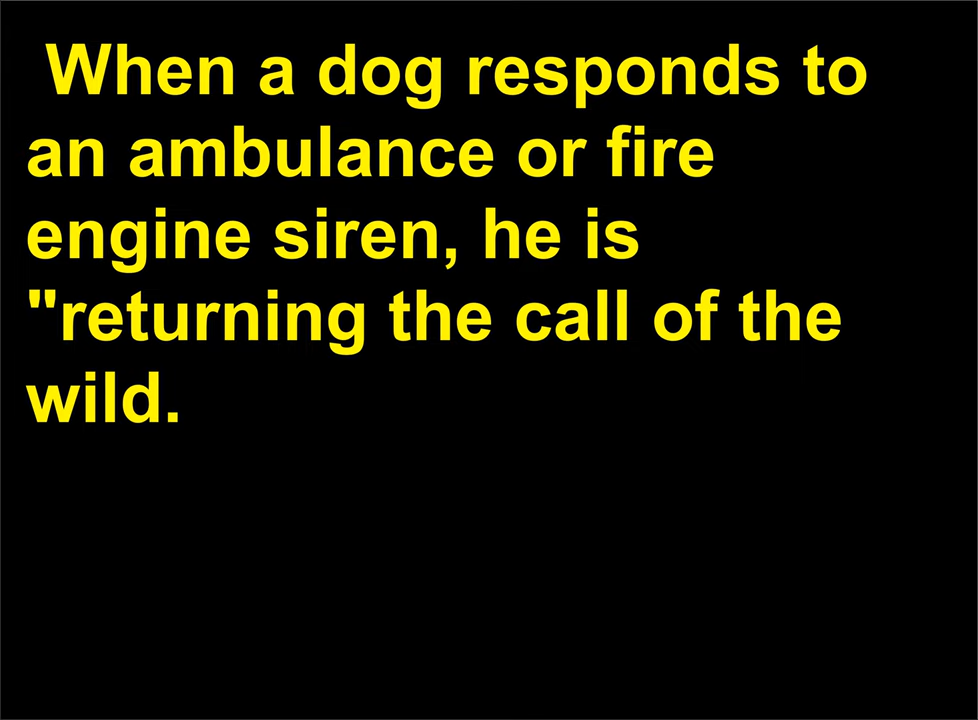 When a dog responds to
an ambulance or fire
engine siren, he is
"returning the call of the
wild.